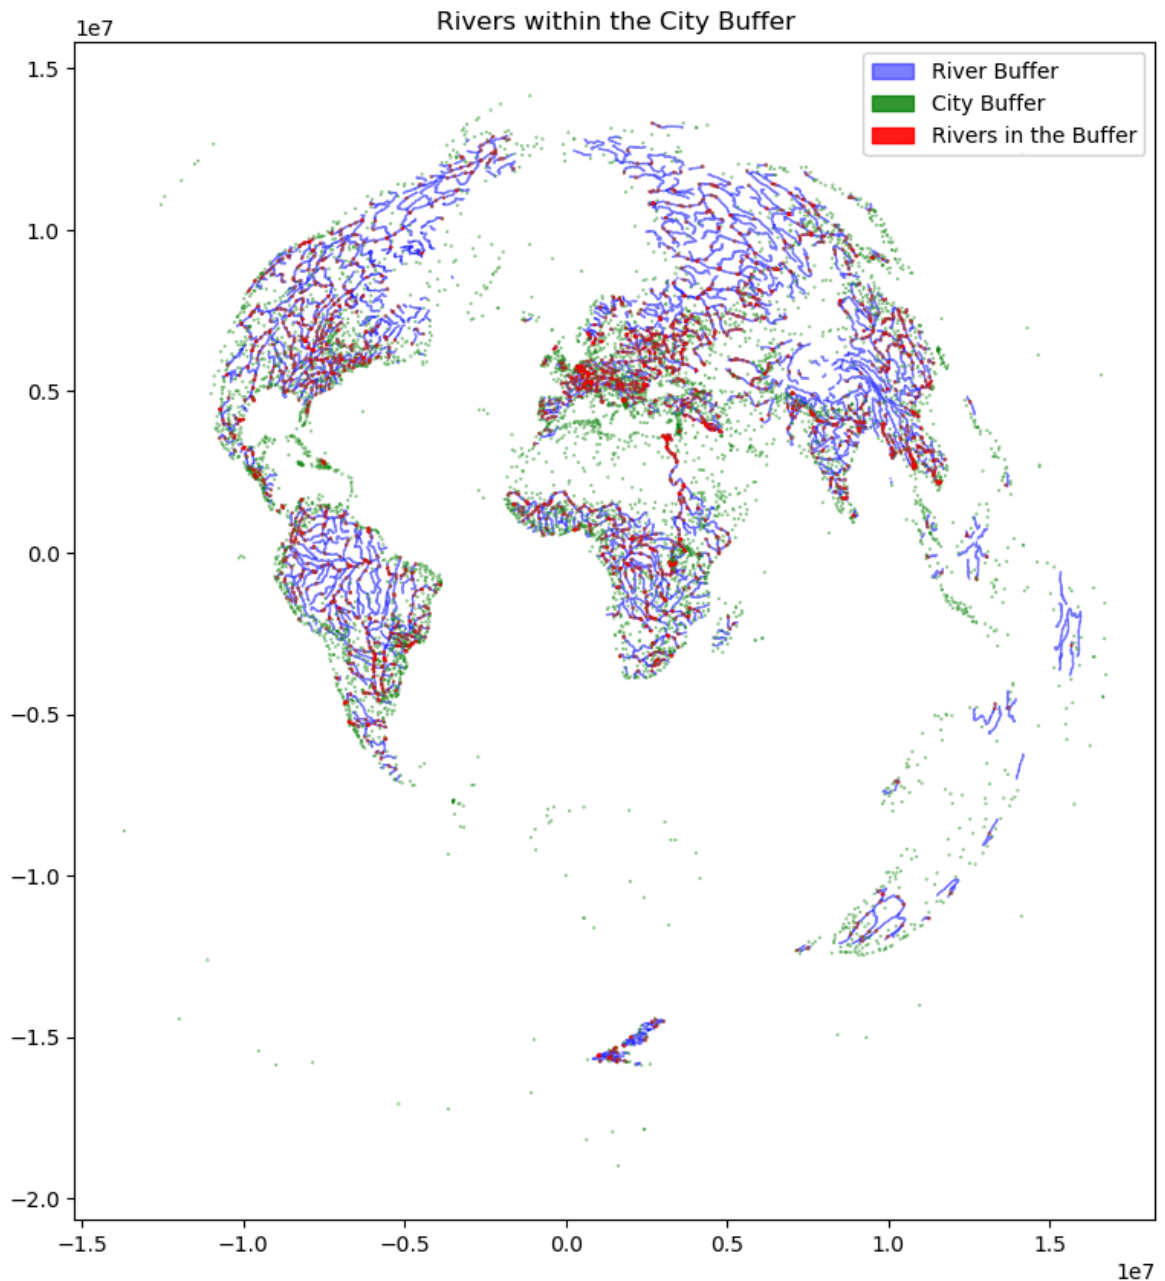 Rivers within the City Buffer
1e7
River Buffer
City Buffer
Rivers in the Buffer
1.5
1.0
0.5
0.0
−0.5
−1.0
−1.5
−2.0
−1.5 −1.0 −0.5 0.0 0.5 1.0 1.5
1e7